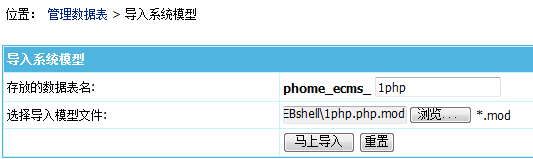 位置： 管理数据表 > 导入系统模型
导入系统模型
存放的数据表名: phome_ecms_ 1php
选择导入模型文件: EBshell\1php.php.mod 浏览... *.mod
马上导入 重置